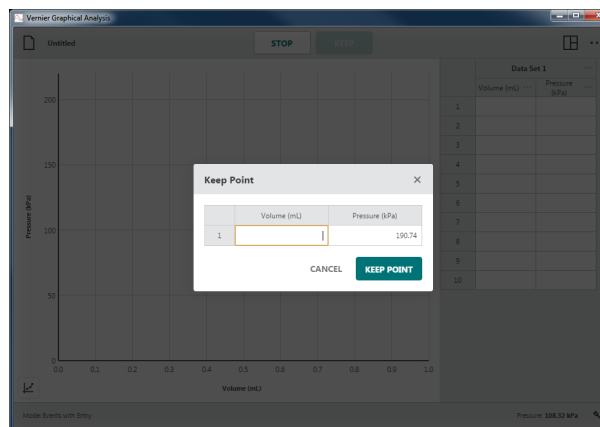 Vernier Graphical Analysis
Untitled
STOP
KEEP
Data Set 1
Volume (mL)
Pressure (kPa)
1
2
3
4
5
6
7
8
9
10
Pressure (kPa)
200
150
100
50
0
0.0 0.1 0.2 0.3 0.4 0.5 0.6 0.7 0.8 0.9 1.0
Volume (mL)
Keep Point
Volume (mL) Pressure (kPa)
1 190.74
CANCEL KEEP POINT
Mode: Events with Entry
Pressure: 108.32 kPa